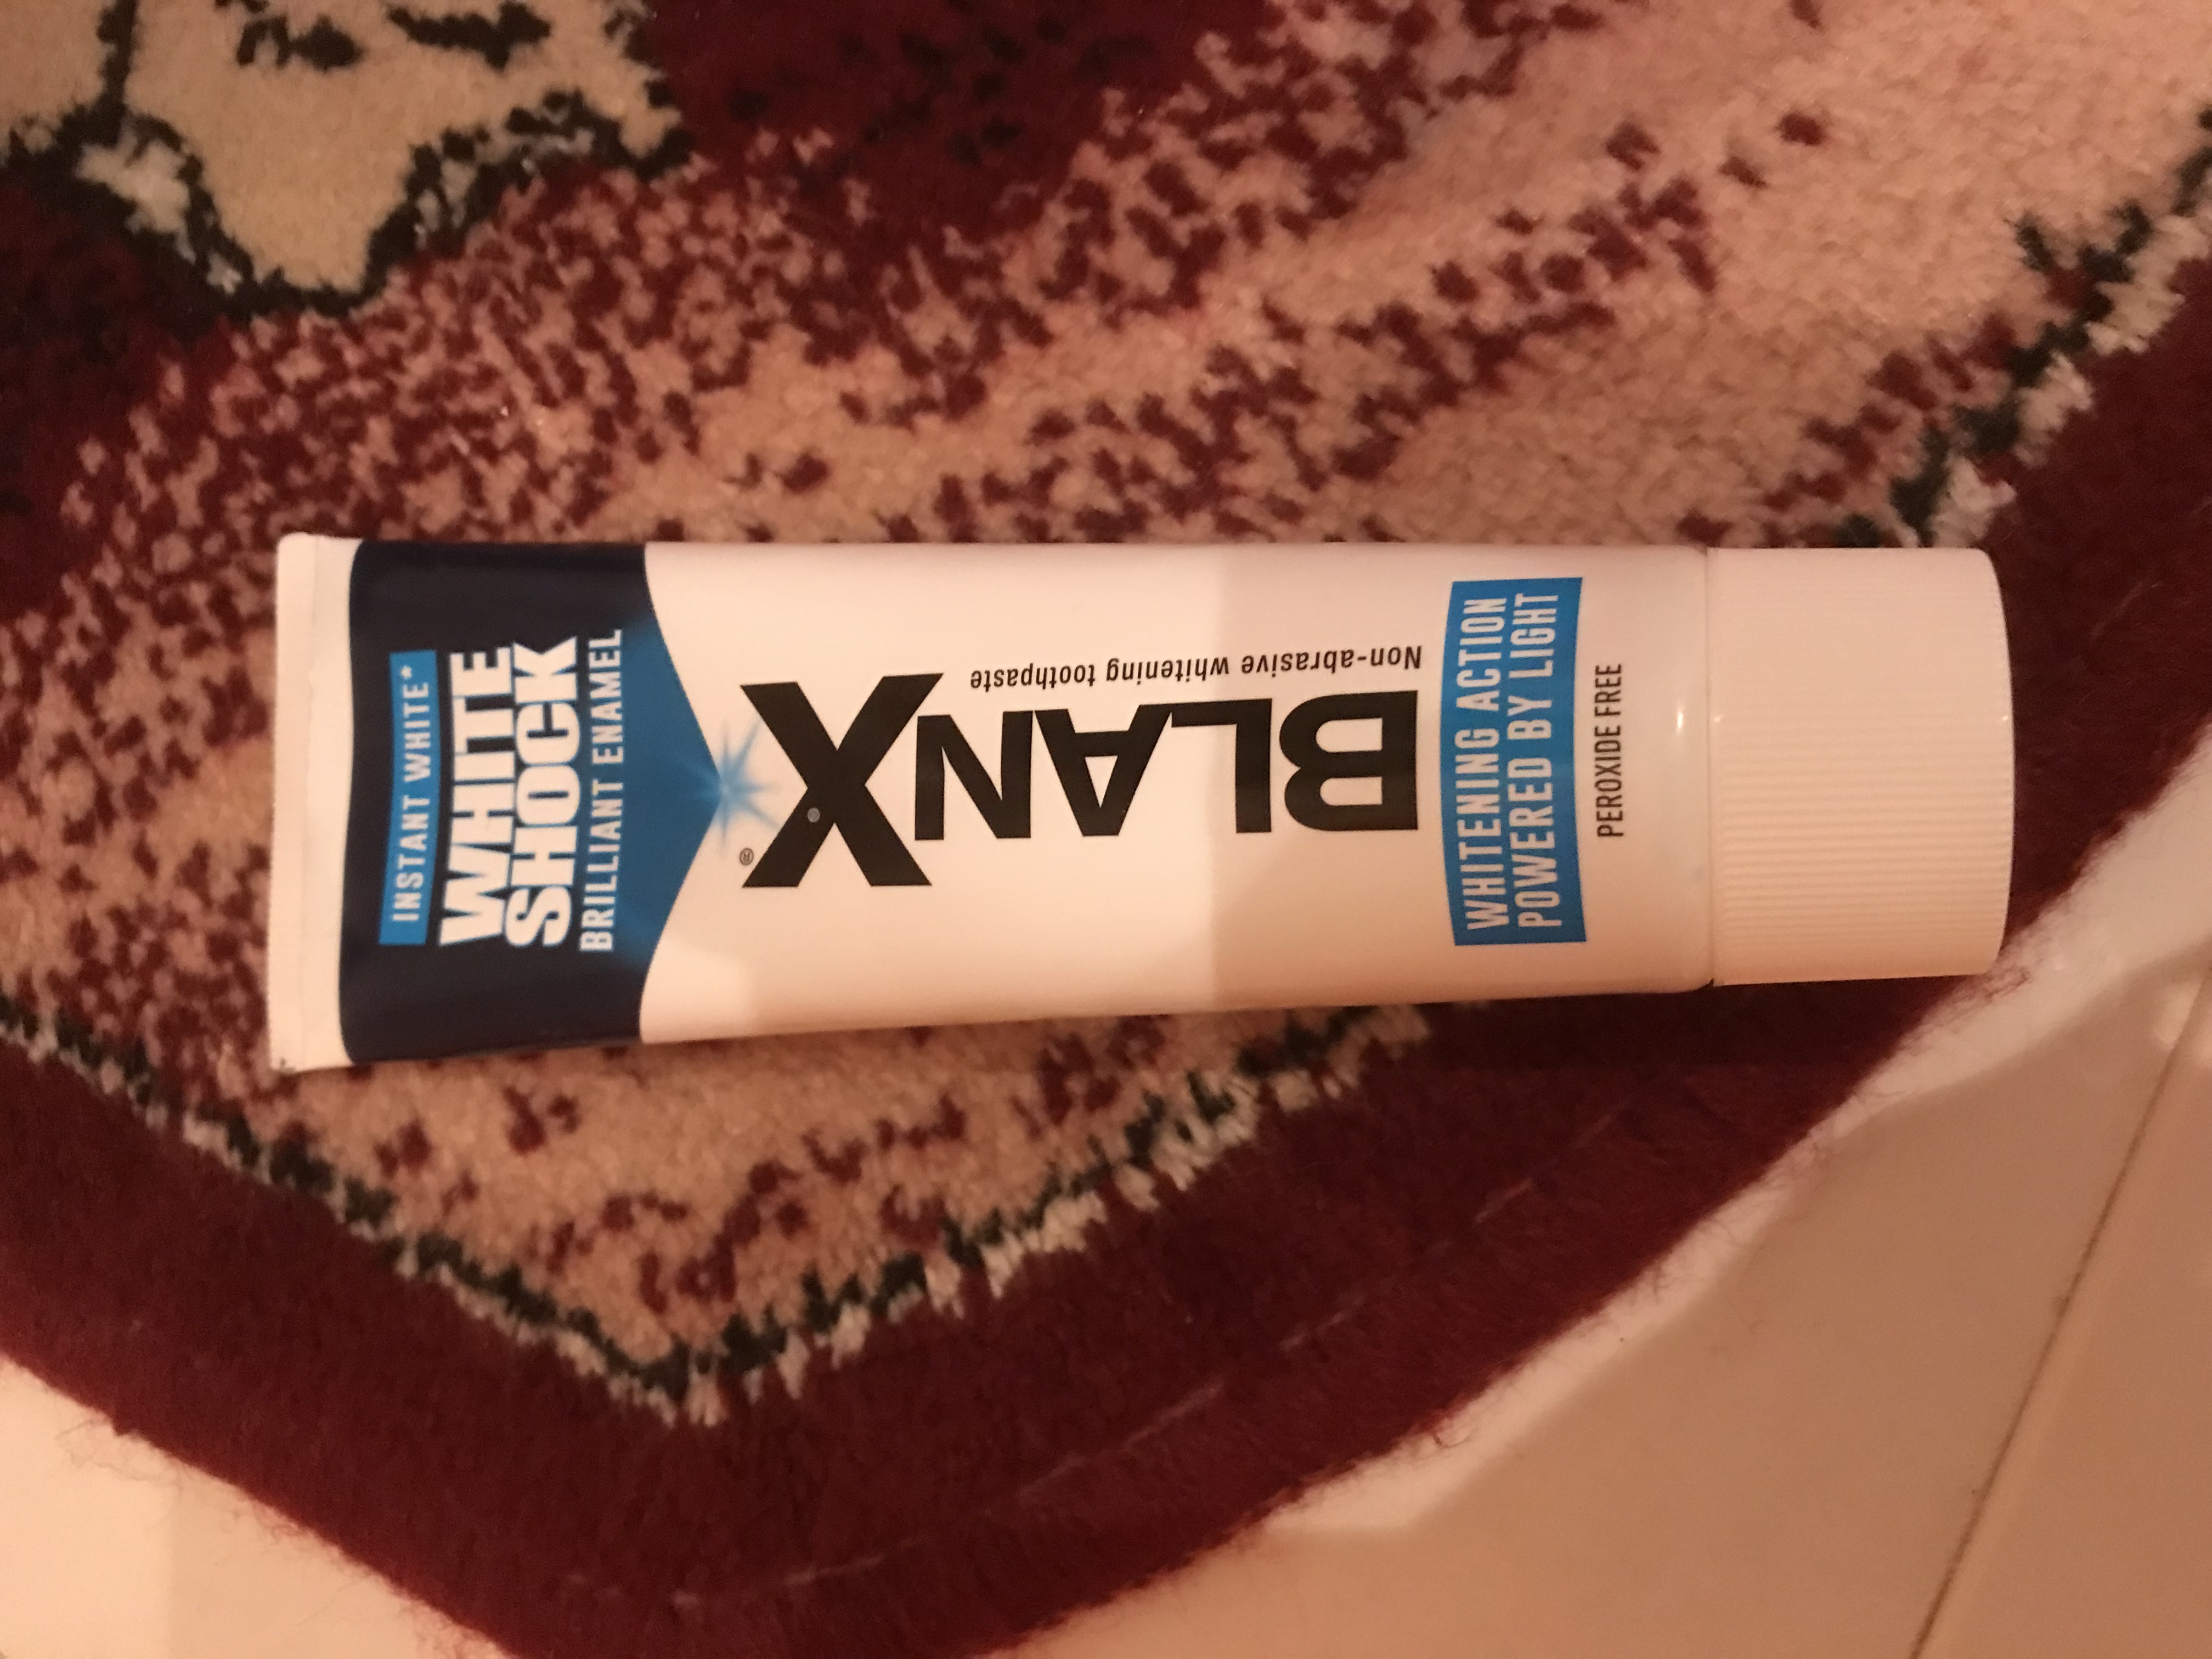 INSTANT WHITE*
WHITE
SHOCK
BRILLIANT ENAMEL
BLANX®
Non-abrasive whitening toothpaste
WHITENING ACTION
POWERED BY LIGHT
PEROXIDE FREE